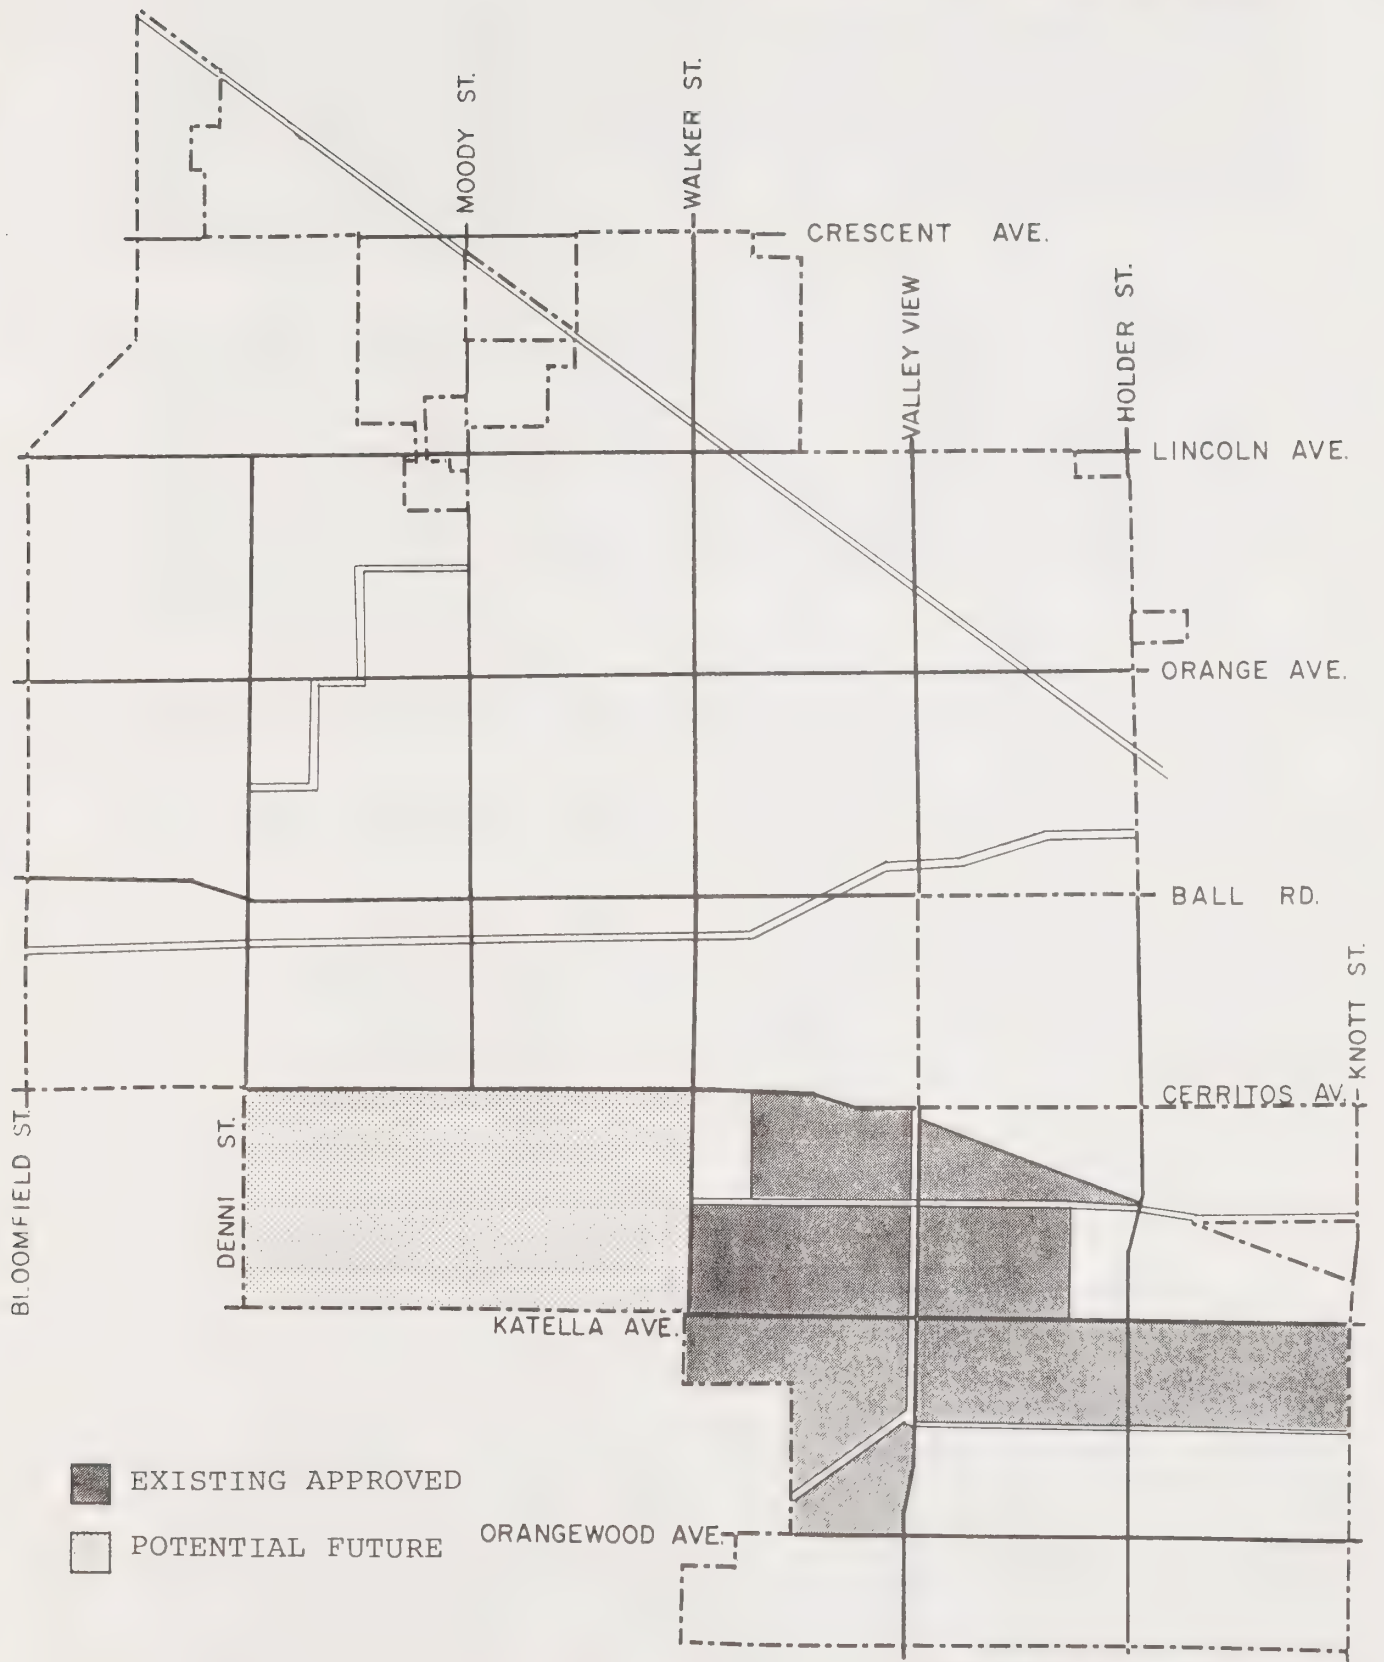 MOODY ST.
WALKER ST.
CRESCENT AVE.
VALLEY VIEW
HOLDER ST.
LINCOLN AVE.
ORANGE AVE.
BALL RD.
KNOTT ST.
CERRITOS AV.
BLOOMFIELD ST.
DENNI ST.
KATELLA AVE.
EXISTING APPROVED
ORANGEWOOD AVE.
POTENTIAL FUTURE